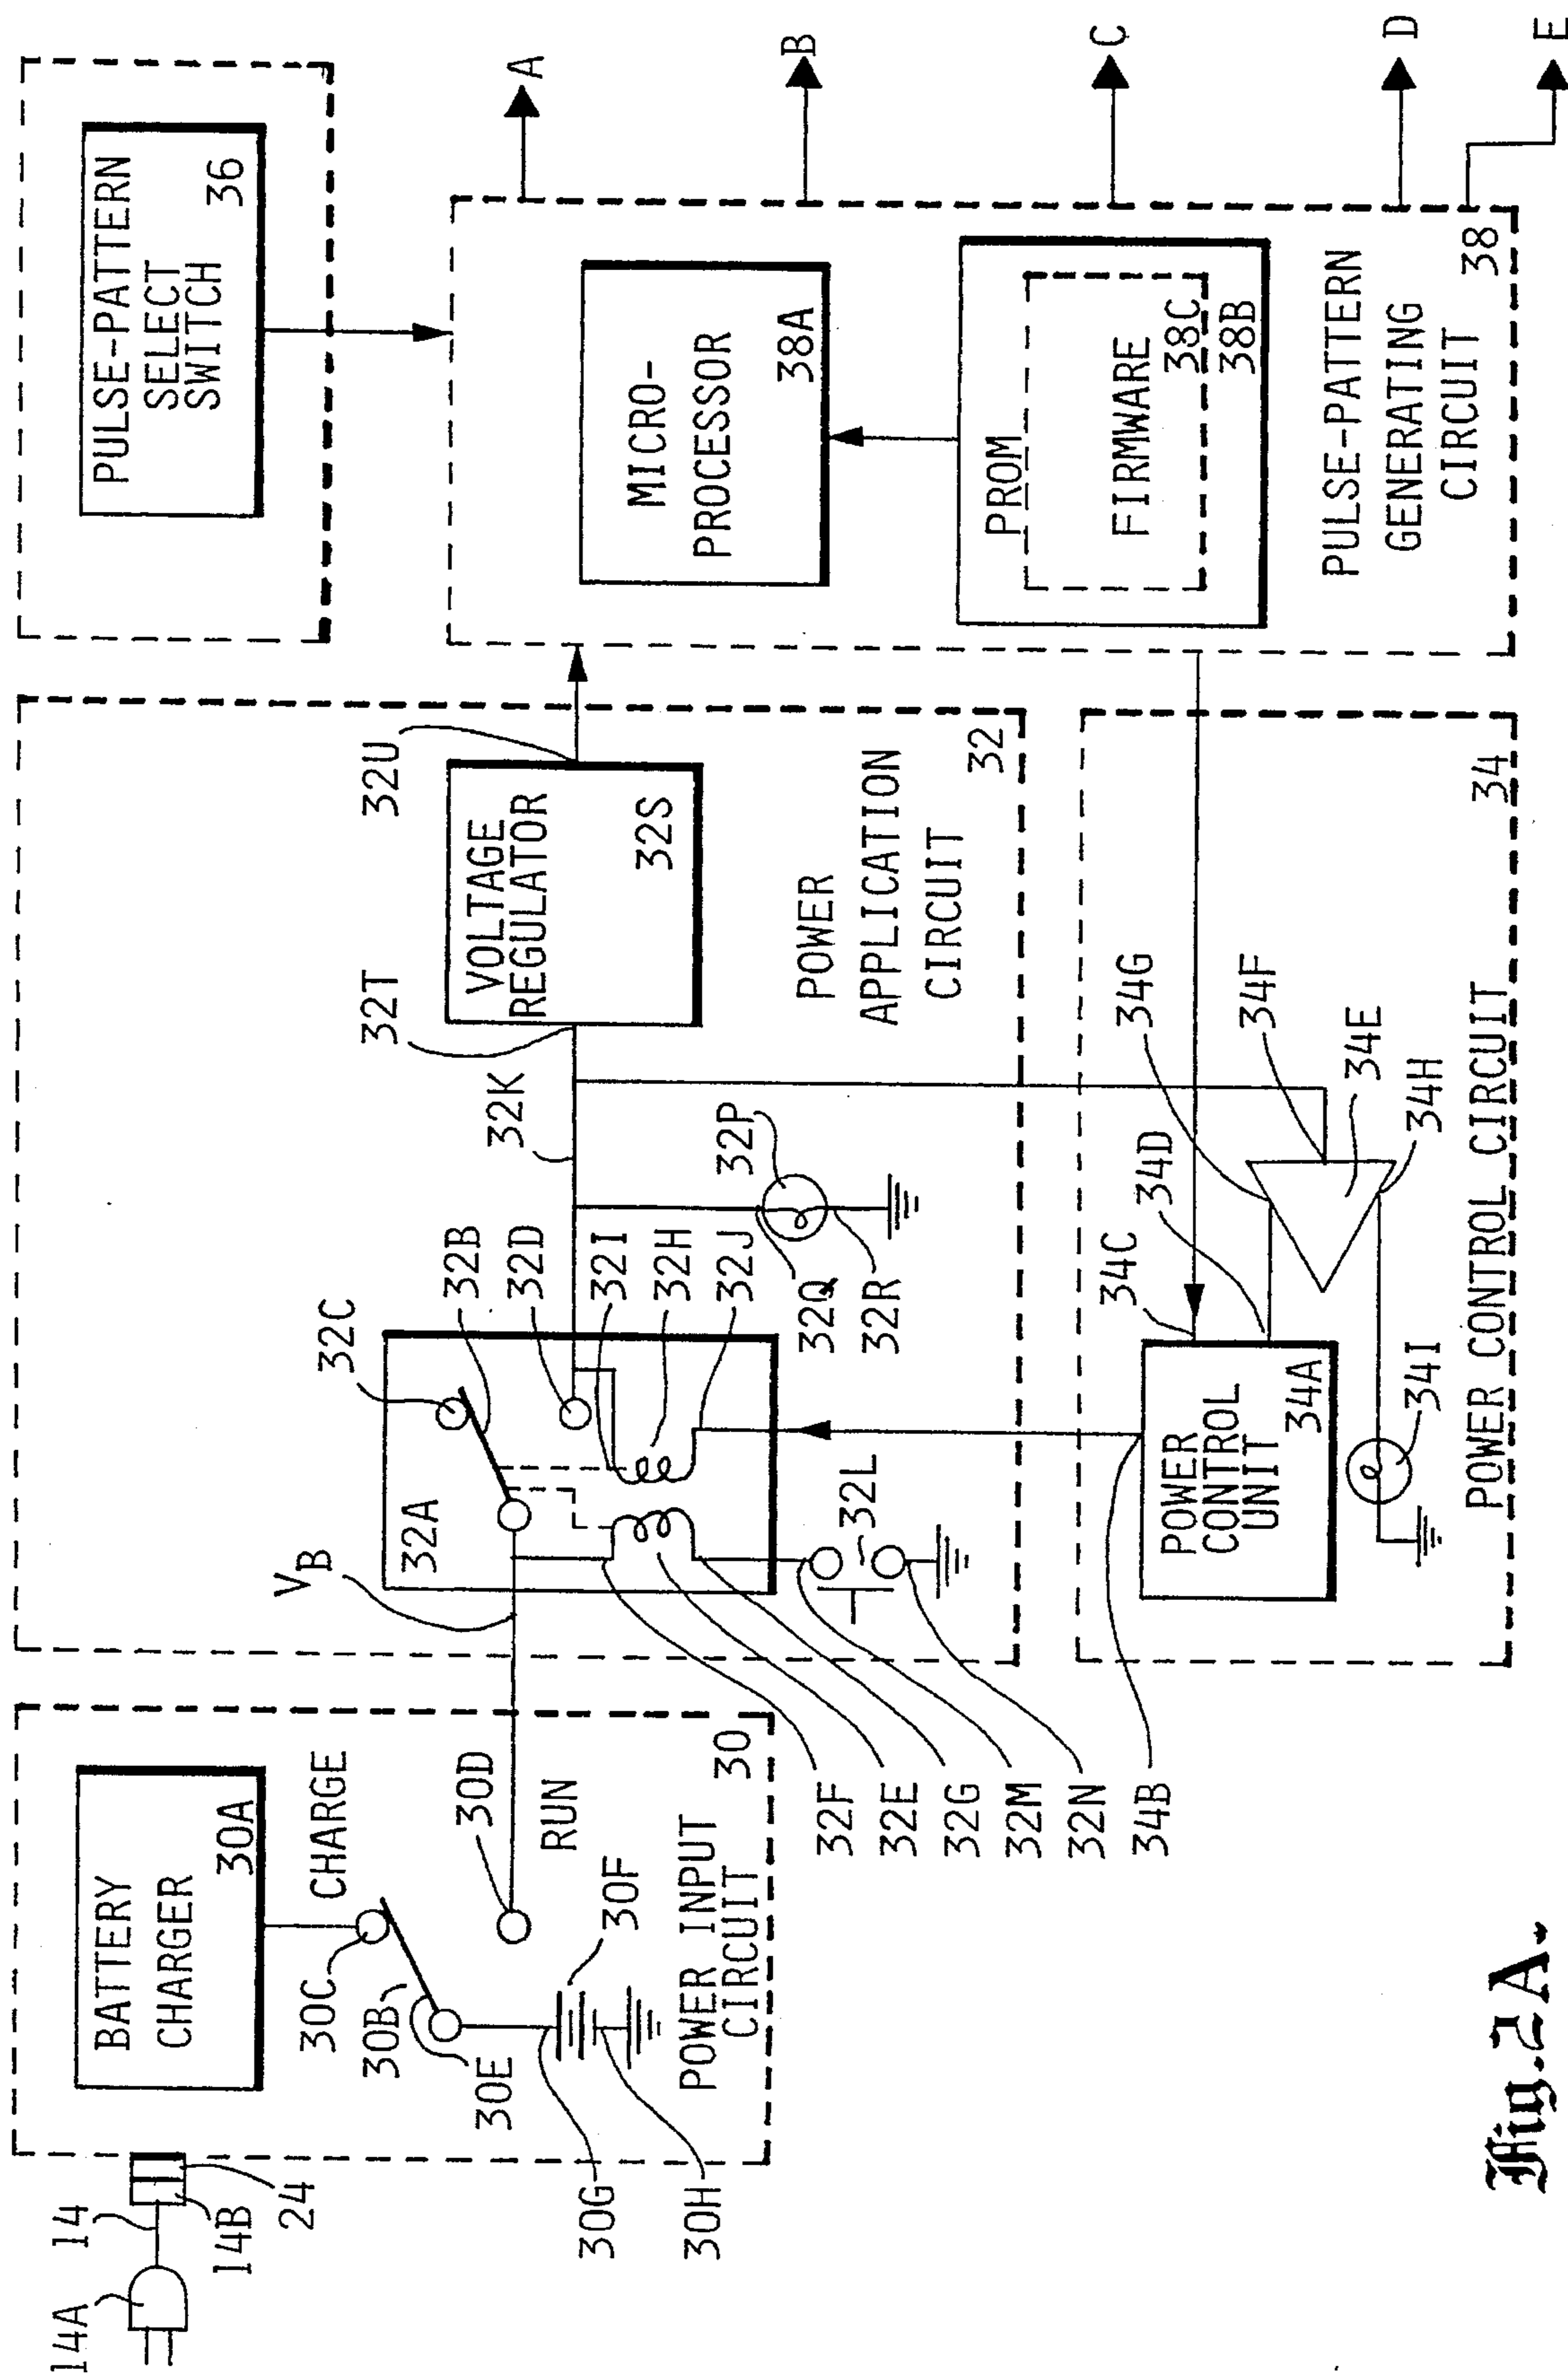 14A
14
14B
24
BATTERY
CHARGER
30A
CHARGE
30C
30B
30E
30D
RUN
30F
30G
30H
POWER INPUT
CIRCUIT
30
VB
32A
32C
32B
32D
32I
32H
32J
32L
32F
32E
32G
32M
32N
34B
32K
32Q
32R
32P
32T
VOLTAGE
REGULATOR
32S
32U
POWER
APPLICATION
CIRCUIT
32
POWER
CONTROL
UNIT
34A
34C
34D
34G
34F
34E
34H
34I
POWER CONTROL CIRCUIT
34
PULSE-PATTERN
SELECT
SWITCH
36
MICRO-
PROCESSOR
38A
PROM
FIRMWARE
38C
38B
PULSE-PATTERN
GENERATING
CIRCUIT
38
A
B
C
D
E
Fig.2A.